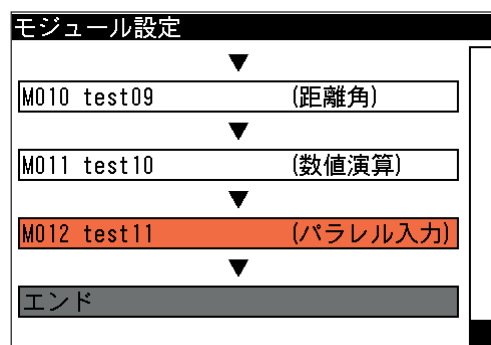 モジュール設定
▼
M010 test09 (距離角)
▼
M011 test10 (数値演算)
▼
M012 test11 (パラレル入力)
▼
エンド